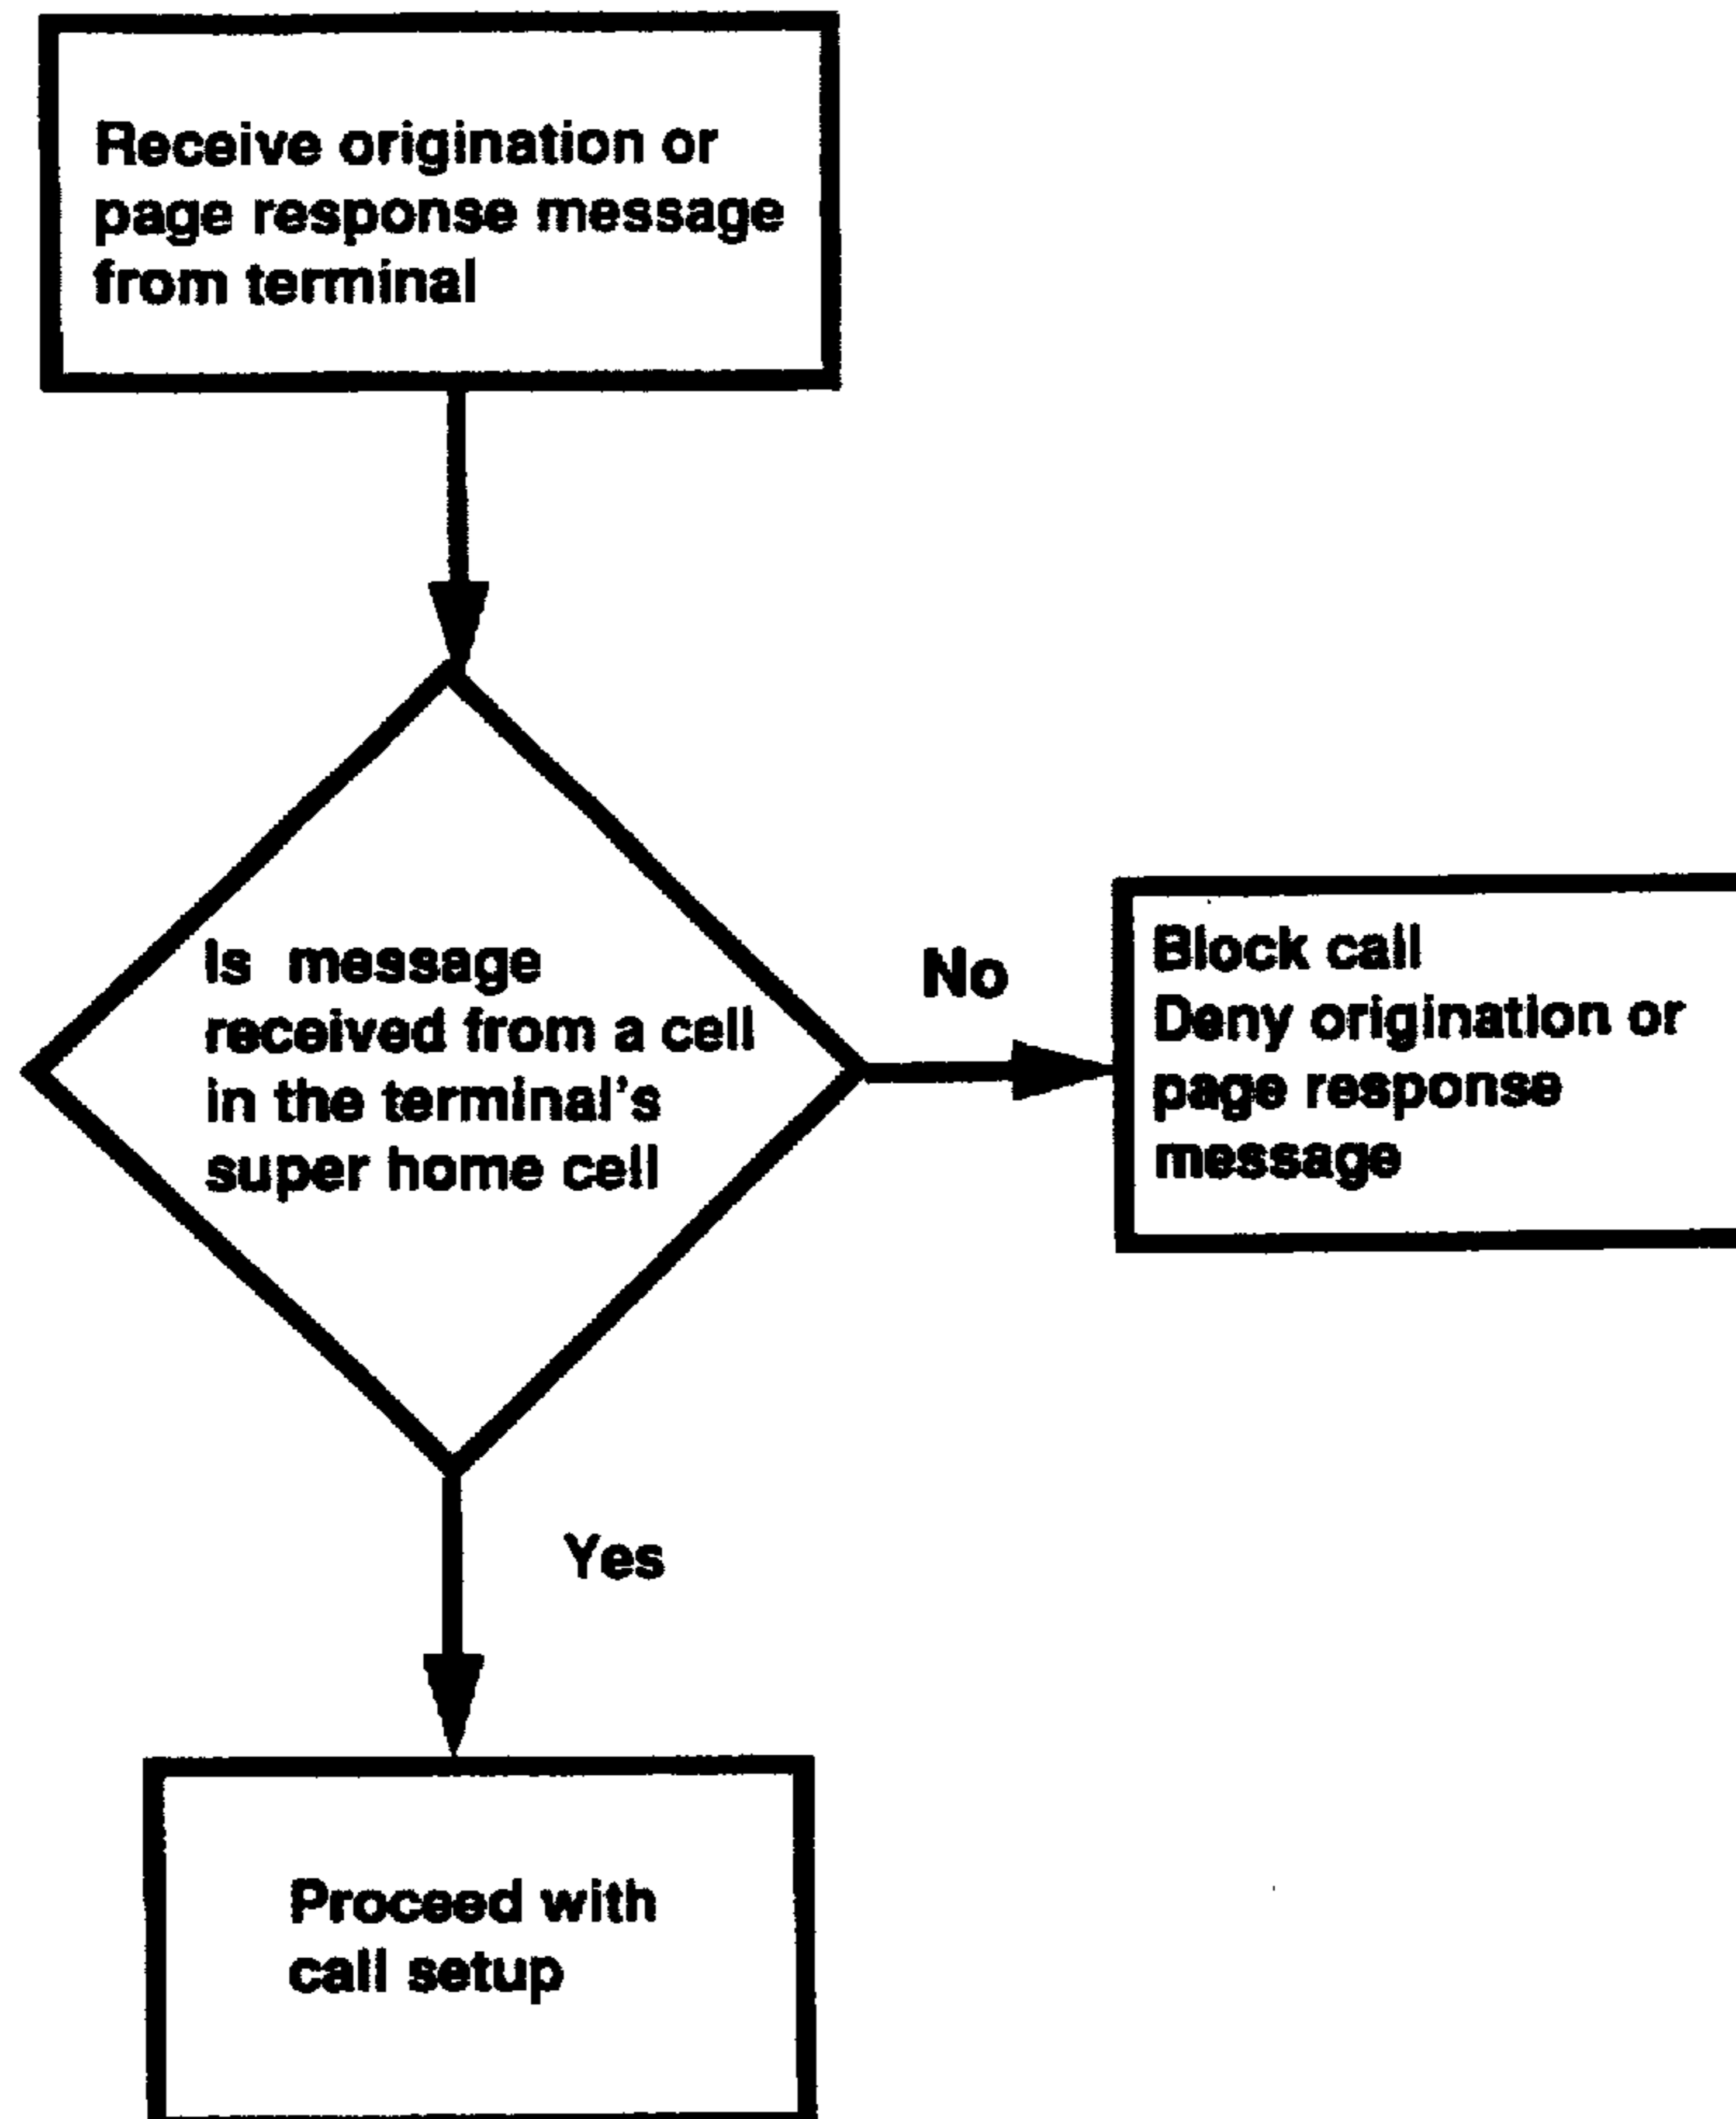 Receive origination or
page response message
from terminal
Is message
received from a cell
in the terminal's
super home cell
No
Block call
Deny origination or
page response
message
Yes
Proceed with
call setup